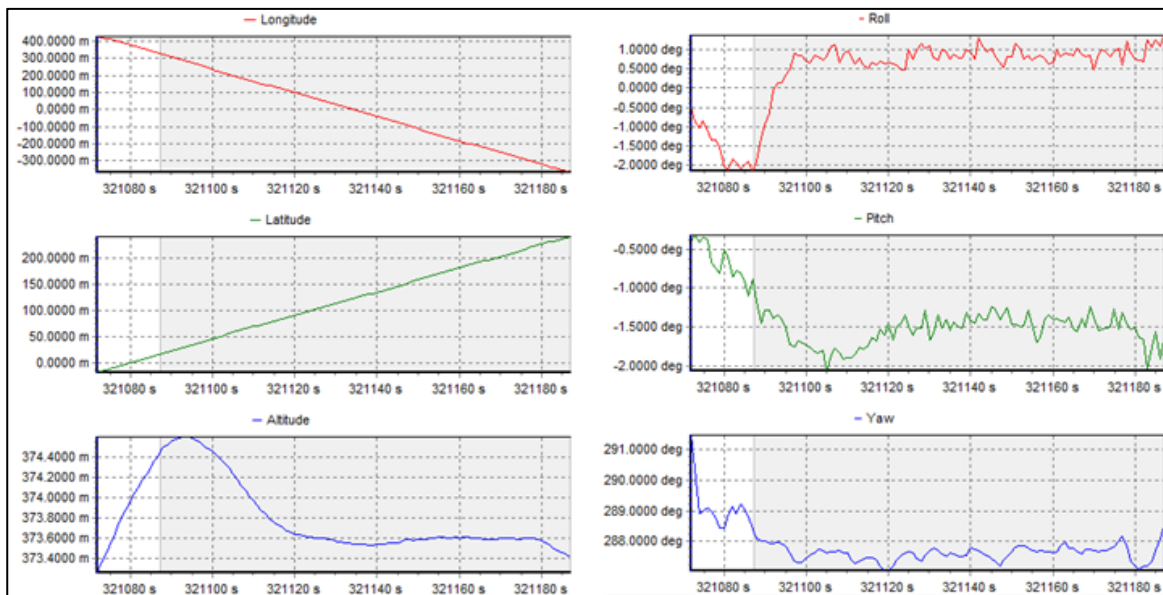 Longitude
400.0000 m
300.0000 m
200.0000 m
100.0000 m
0.0000 m
-100.0000 m
-200.0000 m
-300.0000 m
321080 s 321100 s 321120 s 321140 s 321160 s 321180 s
Latitude
200.0000 m
150.0000 m
100.0000 m
50.0000 m
0.0000 m
321080 s 321100 s 321120 s 321140 s 321160 s 321180 s
Altitude
374.4000 m
374.2000 m
374.0000 m
373.8000 m
373.6000 m
373.4000 m
321080 s 321100 s 321120 s 321140 s 321160 s 321180 s
Roll
1.0000 deg
0.5000 deg
0.0000 deg
-0.5000 deg
-1.0000 deg
-1.5000 deg
-2.0000 deg
321080 s 321100 s 321120 s 321140 s 321160 s 321180 s
Pitch
-0.5000 deg
-1.0000 deg
-1.5000 deg
-2.0000 deg
321080 s 321100 s 321120 s 321140 s 321160 s 321180 s
Yaw
291.0000 deg
290.0000 deg
289.0000 deg
288.0000 deg
321080 s 321100 s 321120 s 321140 s 321160 s 321180 s